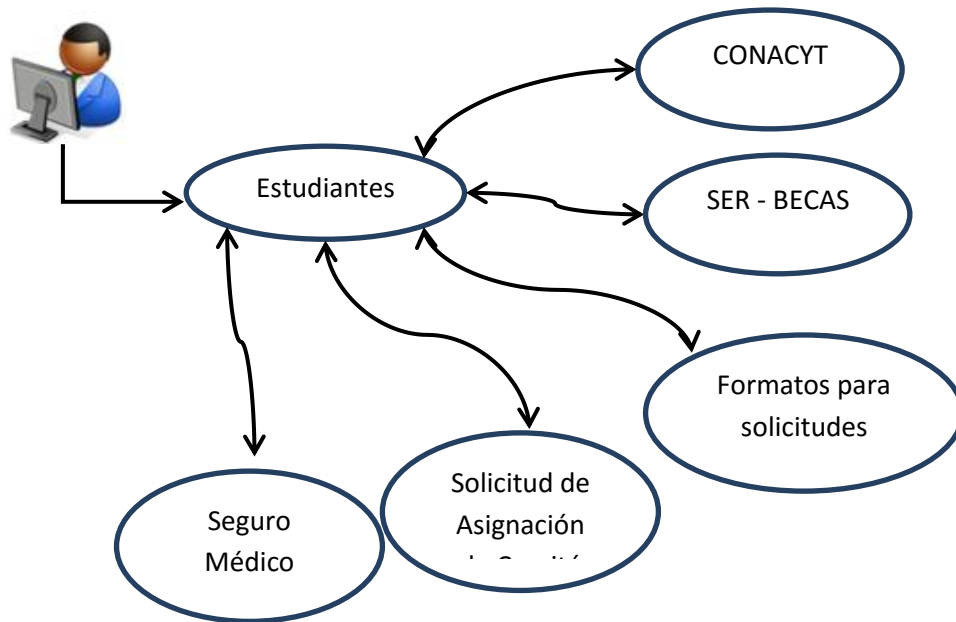 CONACYT
Estudiantes
SER - BECAS
Formatos para
solicitudes
Solicitud de
Asignación
Seguro
Médico